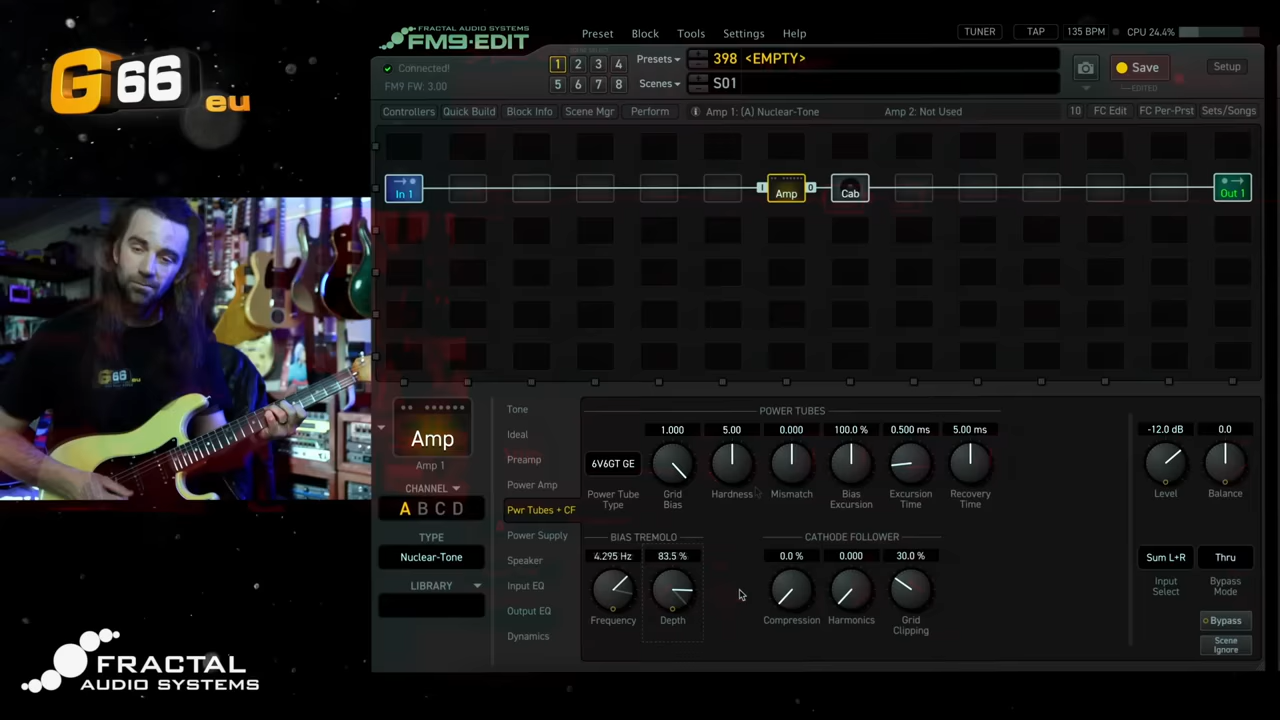 G66
eu
FRACTAL AUDIO SYSTEMS
FM9-EDIT
Preset Block Tools Settings Help
TUNER TAP 135 BPM CPU 24.4%
Connected!
FM9 FW: 3.00
SCENE SELECT
1 2 3 4
5 6 7 8
Presets
398 <EMPTY>
Scenes
S01
Save
EDITED
Setup
Controllers Quick Build Block Info Scene Mgr Perform
Amp 1: (A) Nuclear-Tone Amp 2: Not Used
10 FC Edit FC Per-Prst Sets/Songs
In 1
I Amp O
Cab
Out 1
Amp
Amp 1
CHANNEL
A B C D
TYPE
Nuclear-Tone
LIBRARY
Tone
Ideal
Preamp
Power Amp
Pwr Tubes + CF
Power Supply
Speaker
Input EQ
Output EQ
Dynamics
POWER TUBES
6V6GT GE
Power Tube
Type
1.000
Grid
Bias
5.00
Hardness
0.000
Mismatch
100.0 %
Bias
Excursion
0.500 ms
Excursion
Time
5.00 ms
Recovery
Time
BIAS TREMOLO
4.295 Hz
Frequency
83.5 %
Depth
CATHODE FOLLOWER
0.0 %
Compression
0.000
Harmonics
30.0 %
Grid
Clipping
-12.0 dB
Level
0.0
Balance
Sum L+R
Input
Select
Thru
Bypass
Mode
Bypass
Scene
Ignore
G66
eu
FRACTAL
AUDIO SYSTEMS